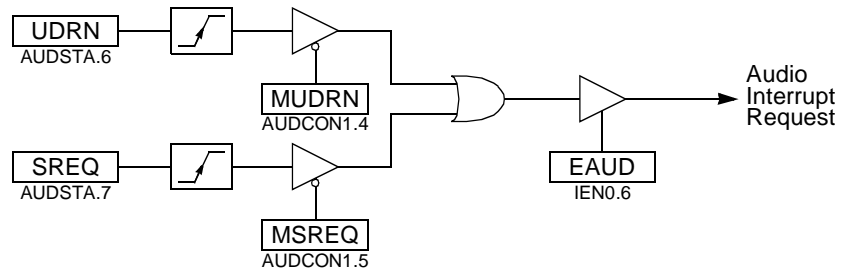 UDRN
AUDSTA.6
MUDRN
AUDCON1.4
SREQ
AUDSTA.7
MSREQ
AUDCON1.5
EAUD
IEN0.6
Audio
Interrupt
Request